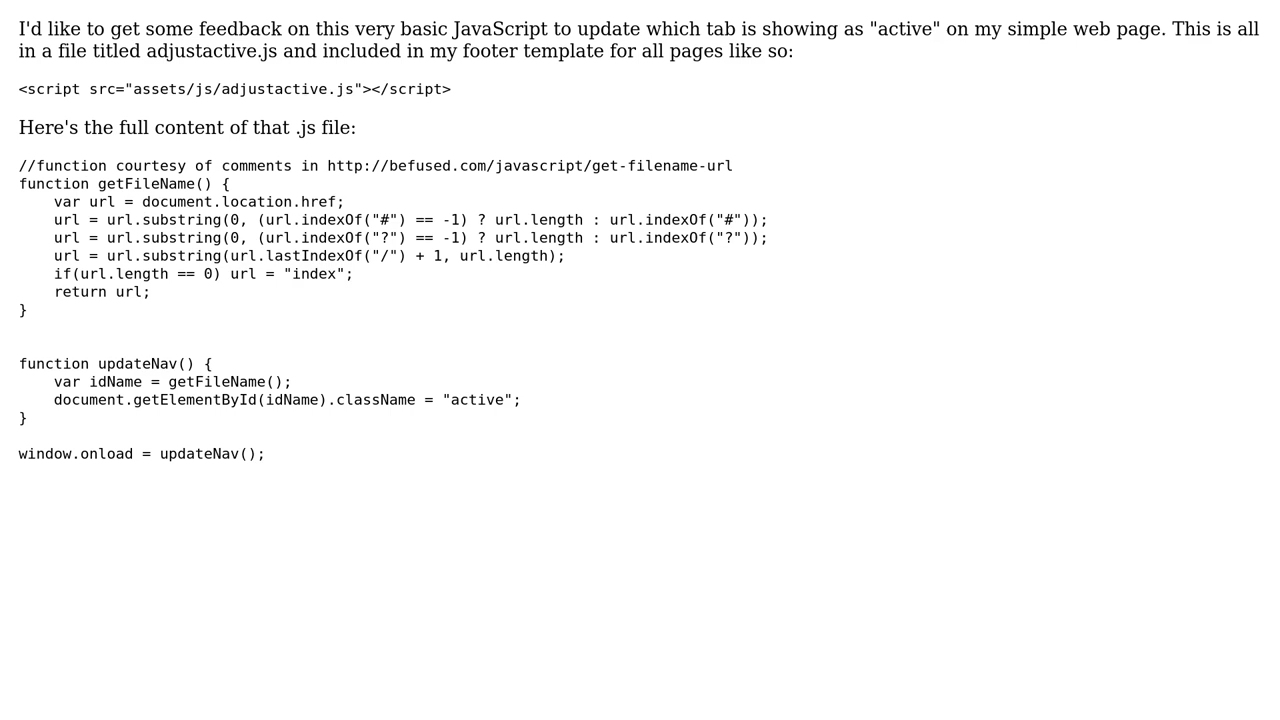 I'd like to get some feedback on this very basic JavaScript to update which tab is showing as "active" on my simple web page. This is all
in a file titled adjustactive.js and included in my footer template for all pages like so:
<script src="assets/js/adjustactive.js"></script>
Here's the full content of that .js file:
//function courtesy of comments in http://befused.com/javascript/get-filename-url
function getFileName() {
    var url = document.location.href;
    url = url.substring(0, (url.indexOf("#") == -1) ? url.length : url.indexOf("#"));
    url = url.substring(0, (url.indexOf("?") == -1) ? url.length : url.indexOf("?"));
    url = url.substring(url.lastIndexOf("/") + 1, url.length);
    if(url.length == 0) url = "index";
    return url;
}
function updateNav() {
    var idName = getFileName();
    document.getElementById(idName).className = "active";
}
window.onload = updateNav();